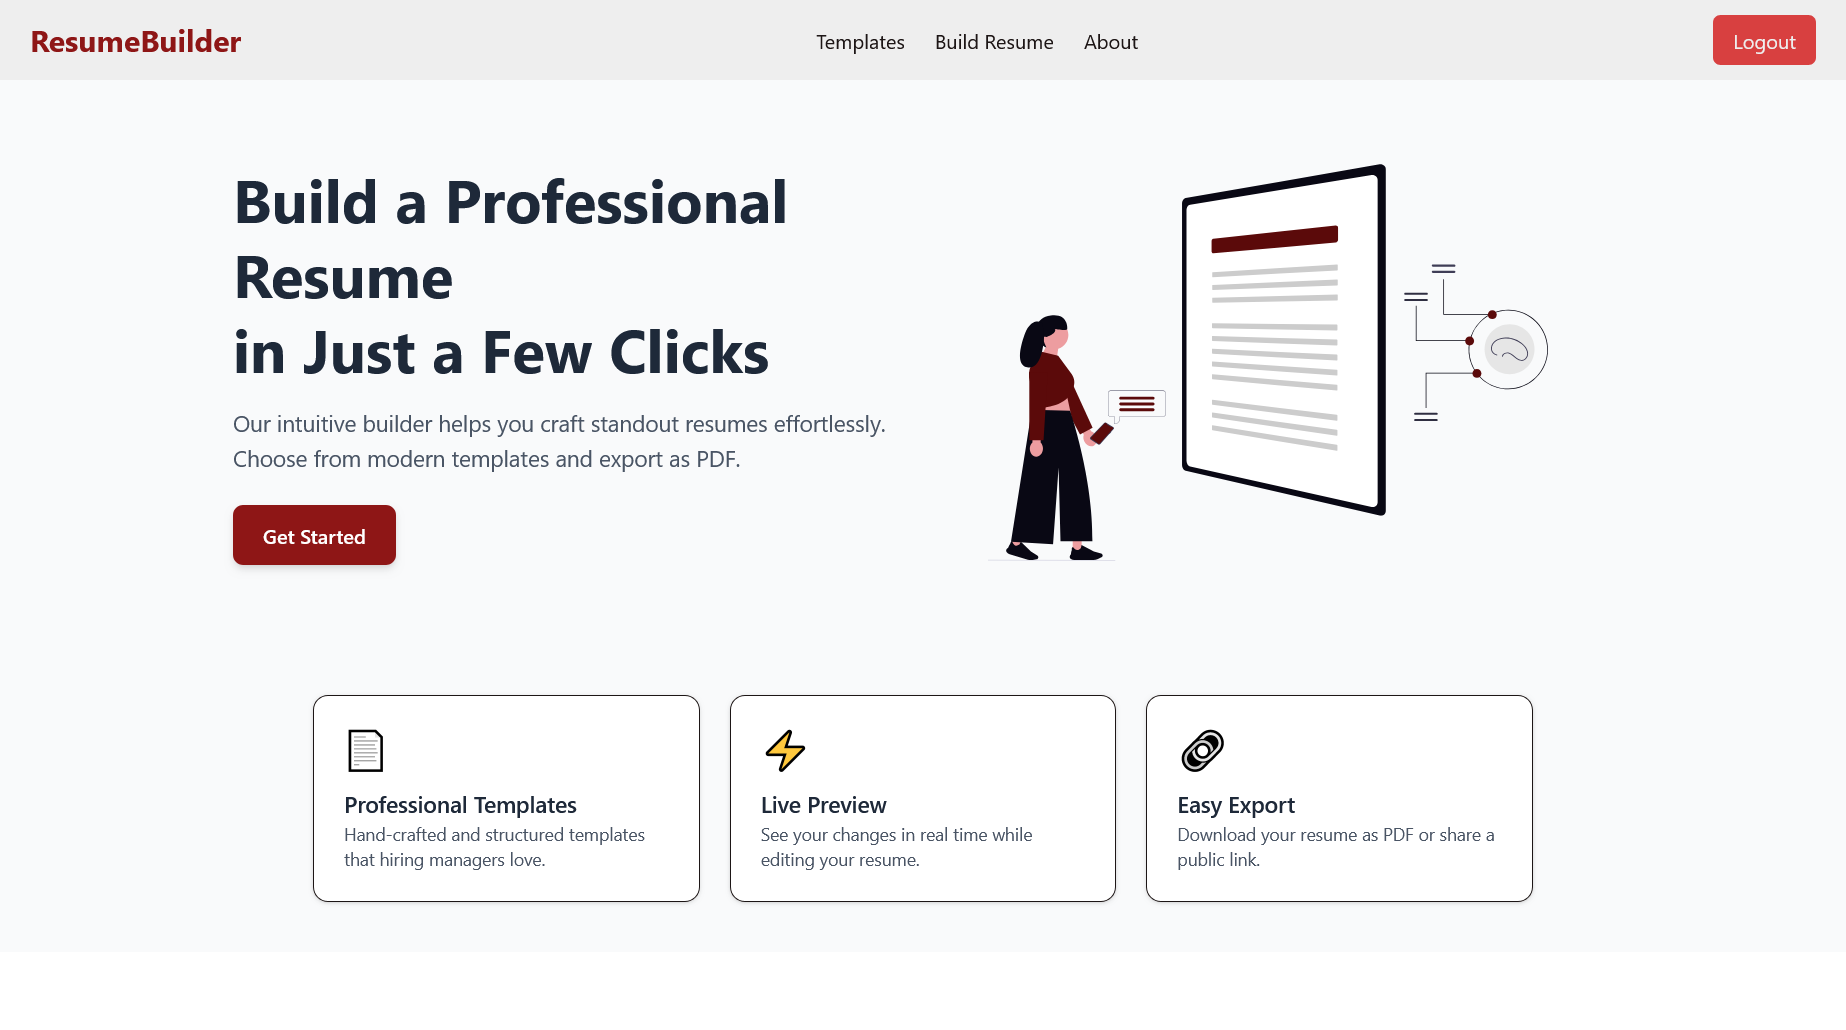 ResumeBuilder
Templates
Build Resume
About
Logout
Build a Professional
Resume
in Just a Few Clicks
Our intuitive builder helps you craft standout resumes effortlessly.
Choose from modern templates and export as PDF.
Get Started
Professional Templates
Hand-crafted and structured templates
that hiring managers love.
Live Preview
See your changes in real time while
editing your resume.
Easy Export
Download your resume as PDF or share a
public link.